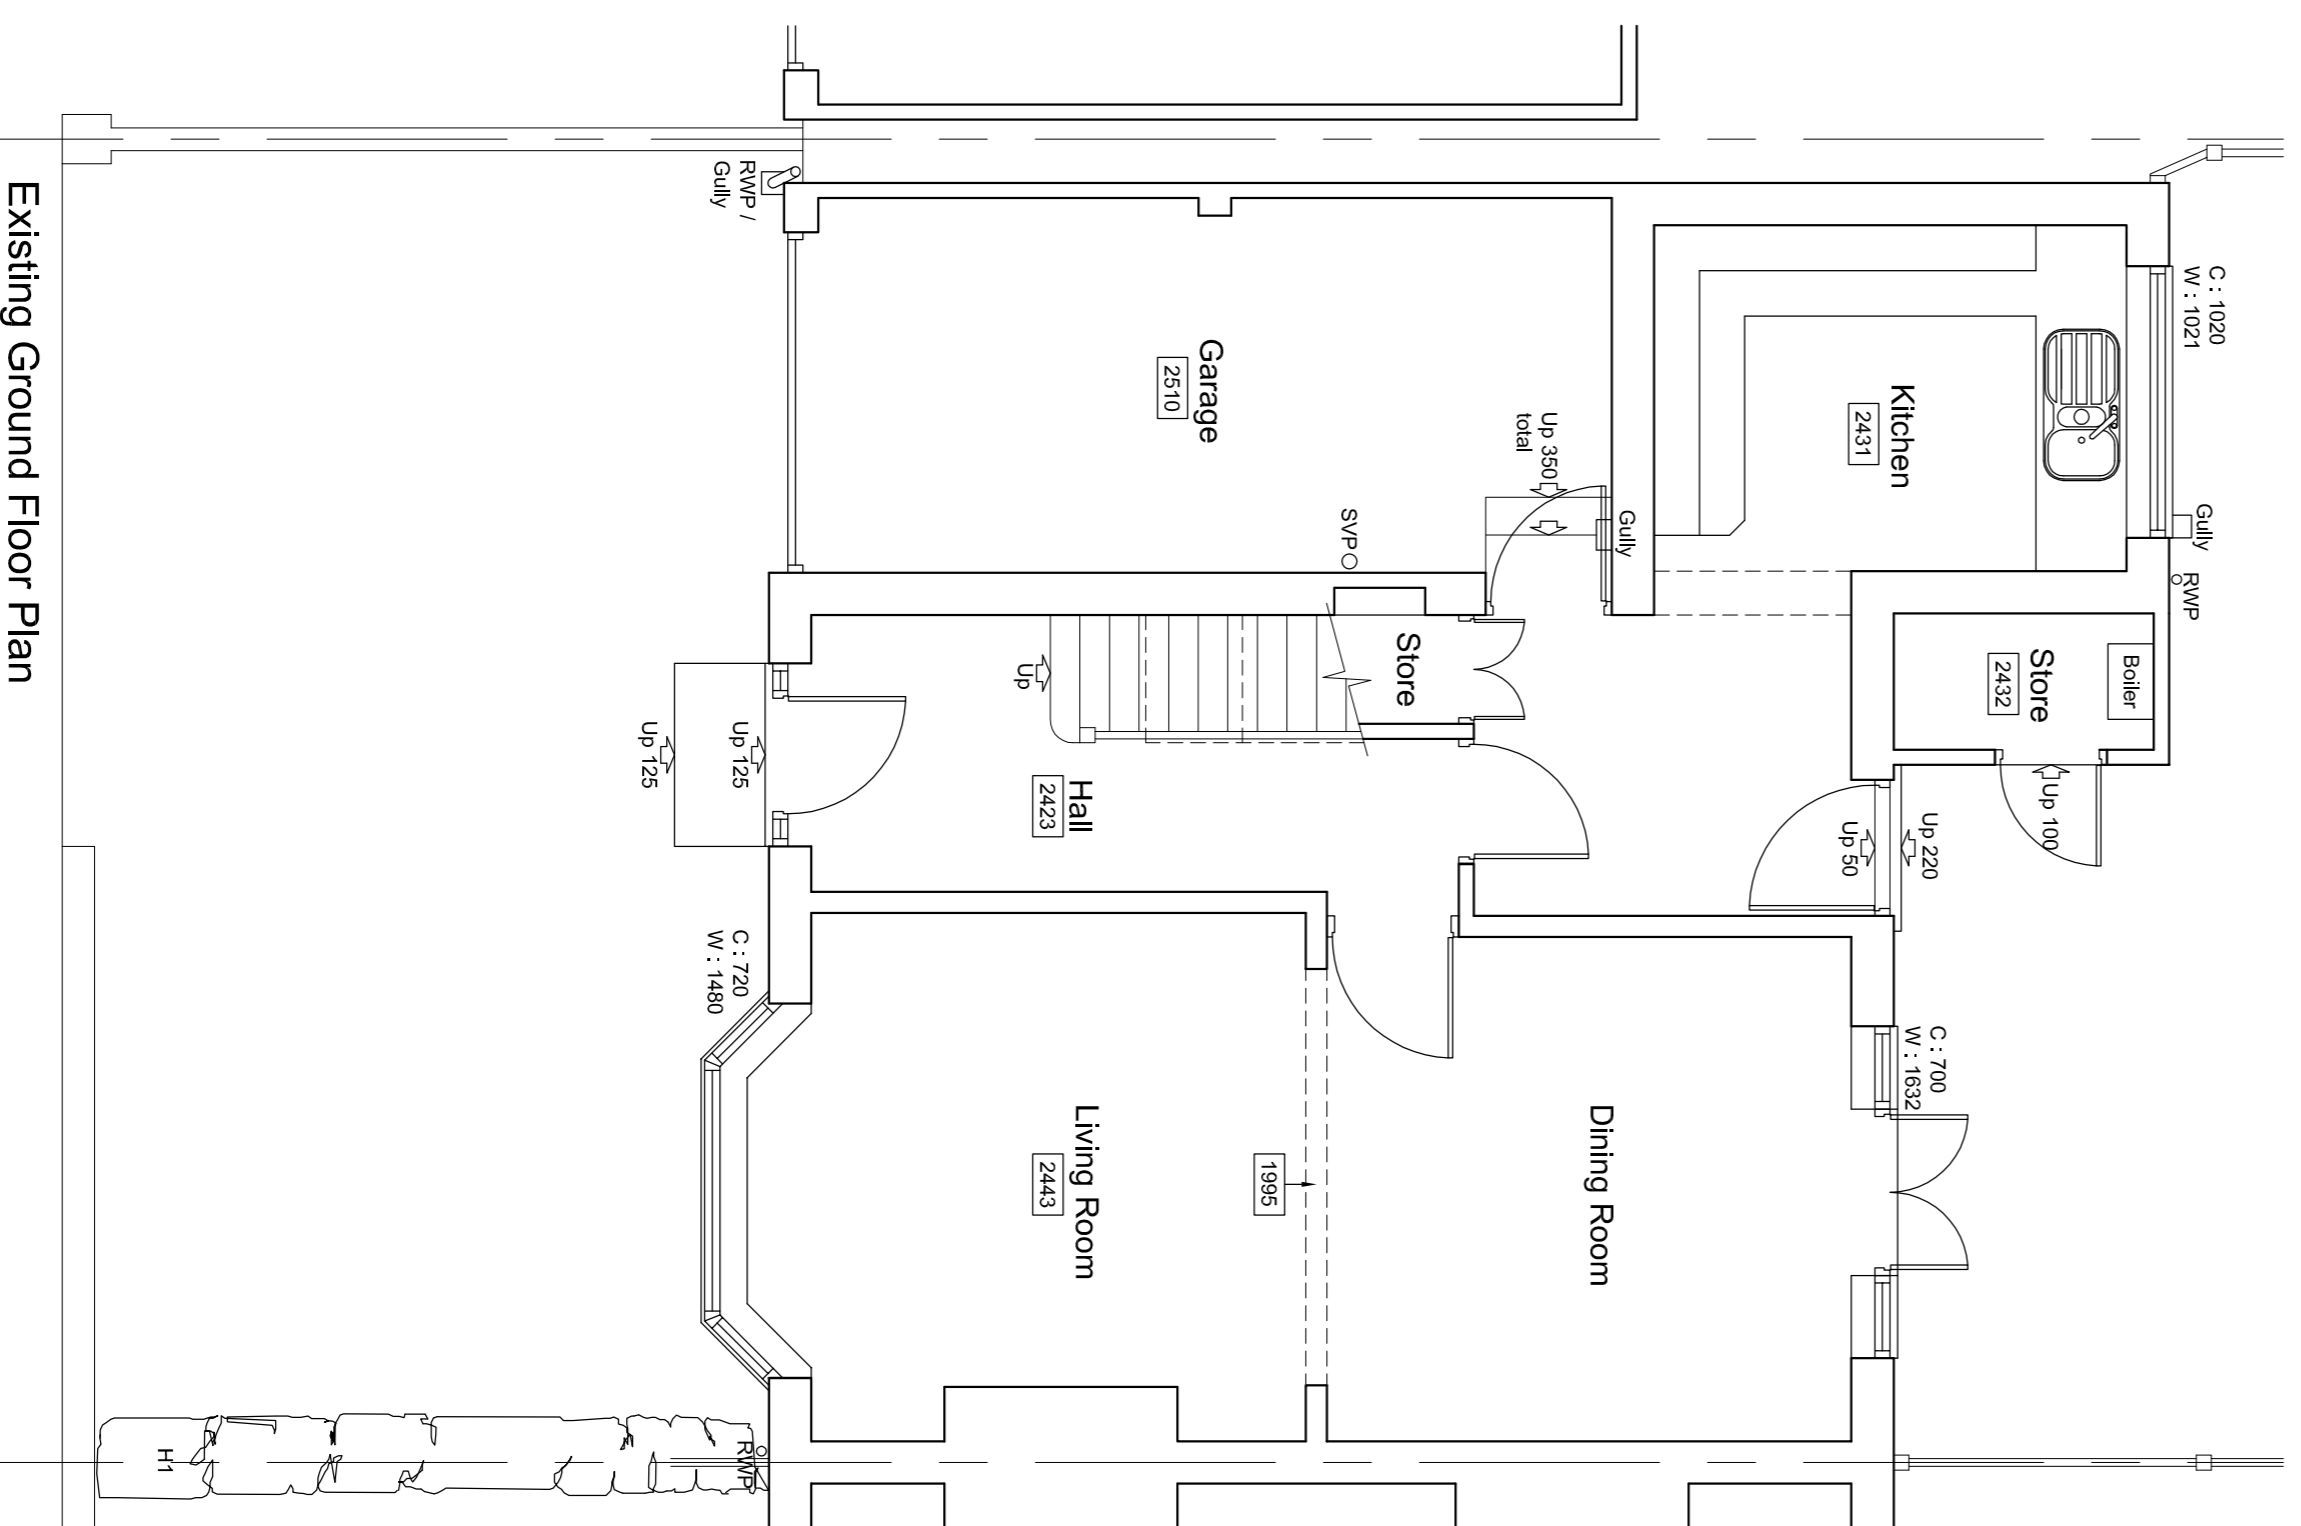 C : 1020
W : 1021
Gully
RWP
Kitchen
2431
Boiler
Store
2432
Up 100
Up 220
Up 50
C : 700
W : 1632
Gully
Up 350
total
Dining Room
SVP
Store
1995
Garage
2510
Up
Hall
2423
Living Room
2443
RWP /
Gully
Up 125
Up 125
C : 720
W : 1480
RWP
H1
Existing Ground Floor Plan